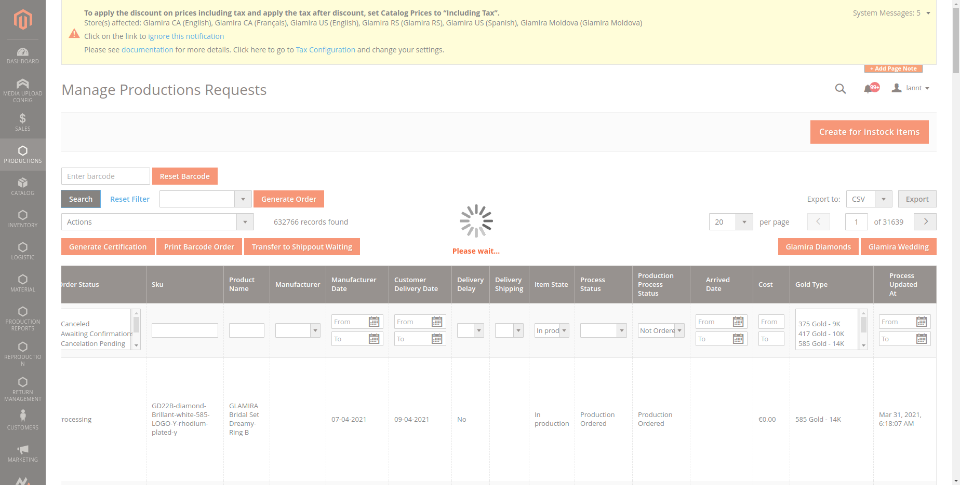 To apply the discount on prices including tax and apply the tax after discount, set Catalog Prices to "Including Tax".
Store(s) affected: Glamira CA (English), Glamira CA (Français), Glamira US (English), Glamira RS (Glamira RS), Glamira US (Spanish), Glamira Moldova (Glamira Moldova)
Click on the link to ignore this notification
Please see documentation for more details. Click here to go to Tax Configuration and change your settings.
System Messages: 5
+ Add Page Note
Manage Productions Requests
99+
Create for Instock Items
DASHBOARD
MEDIA UPLOAD CONFIG
SALES
PRODUCTIONS
CATALOG
INVENTORY
LOGISTIC
MATERIAL
PRODUCTION REPORTS
REPRODUCTION
RETURN MANAGEMENT
CUSTOMERS
MARKETING
Enter barcode
Reset Barcode
Search
Reset Filter
Generate Order
Export to:
CSV
Export
Actions
632766 records found
20
per page
1
of 31639
Please wait...
Generate Certification
Print Barcode Order
Transfer to Shippout Waiting
Glamira Diamonds
Glamira Wedding
Order Status
Sku
Product Name
Manufacturer
Manufacturer Date
Customer Delivery Date
Delivery Delay
Delivery Shipping
Item State
Process Status
Production Process Status
Arrived Date
Cost
Gold Type
Process Updated At
Canceled
Awaiting Confirmation
Cancelation Pending
From
To
From
To
In prod
Not Ordere
From
To
From
To
375 Gold - 9K
417 Gold - 10K
585 Gold - 14K
From
To
rocessing
GD22B-diamond-
Brillant-white-585-
LOGO-Y-rhodium-
plated-y
GLAMIRA
Bridal Set
Dreamy-
Ring B
07-04-2021
09-04-2021
No
In
production
Production
Ordered
Production
Ordered
€0.00
585 Gold - 14K
Mar 31, 2021,
6:18:07 AM